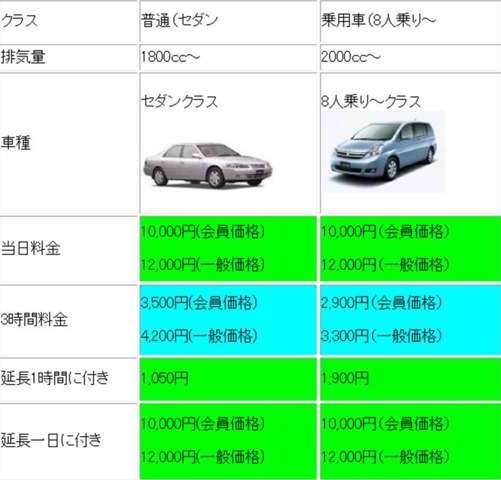 クラス 普通(セダン 乗用車(8人乗り～
排気量 1800cc～ 2000cc～
セダンクラス 8人乗り～クラス
車種
10,000円(会員価格) 10,000円(会員価格)
当日料金
12,000円(一般価格) 12,000円(一般価格)
3,500円(会員価格) 2,900円(会員価格)
3時間料金
4,200円(一般価格) 3,300円(一般価格)
延長1時間に付き 1,050円 1,900円
10,000円(会員価格) 10,000円(会員価格)
延長一日に付き
12,000円(一般価格) 12,000円(一般価格)